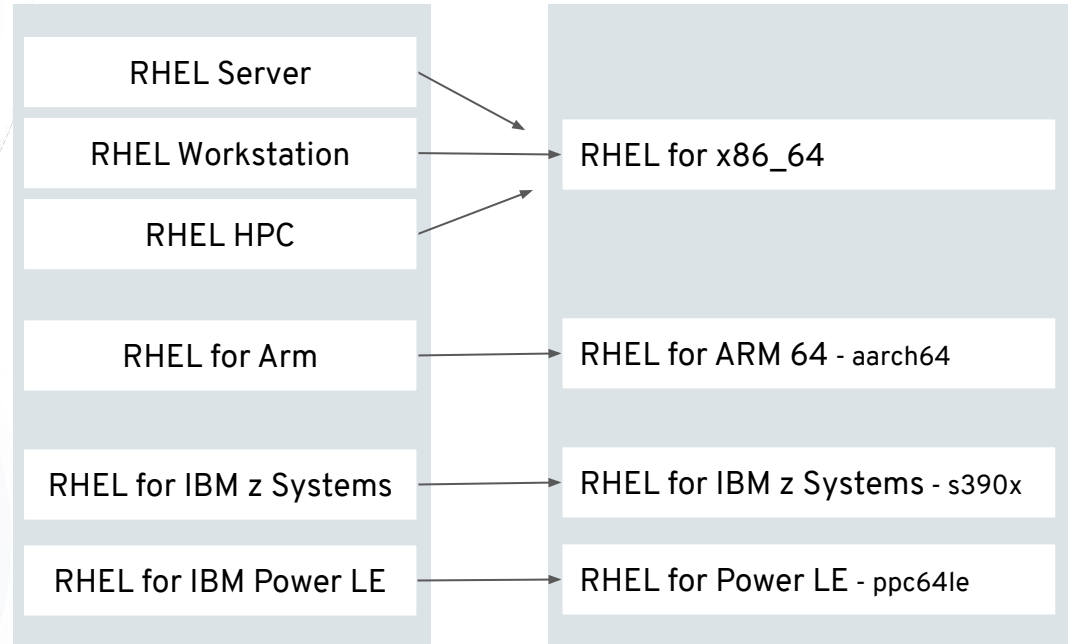 RHEL Server
RHEL Workstation
RHEL HPC
RHEL for Arm
RHEL for IBM z Systems
RHEL for IBM Power LE
RHEL for x86_64
RHEL for ARM 64 - aarch64
RHEL for IBM z Systems - s390x
RHEL for Power LE - ppc64le